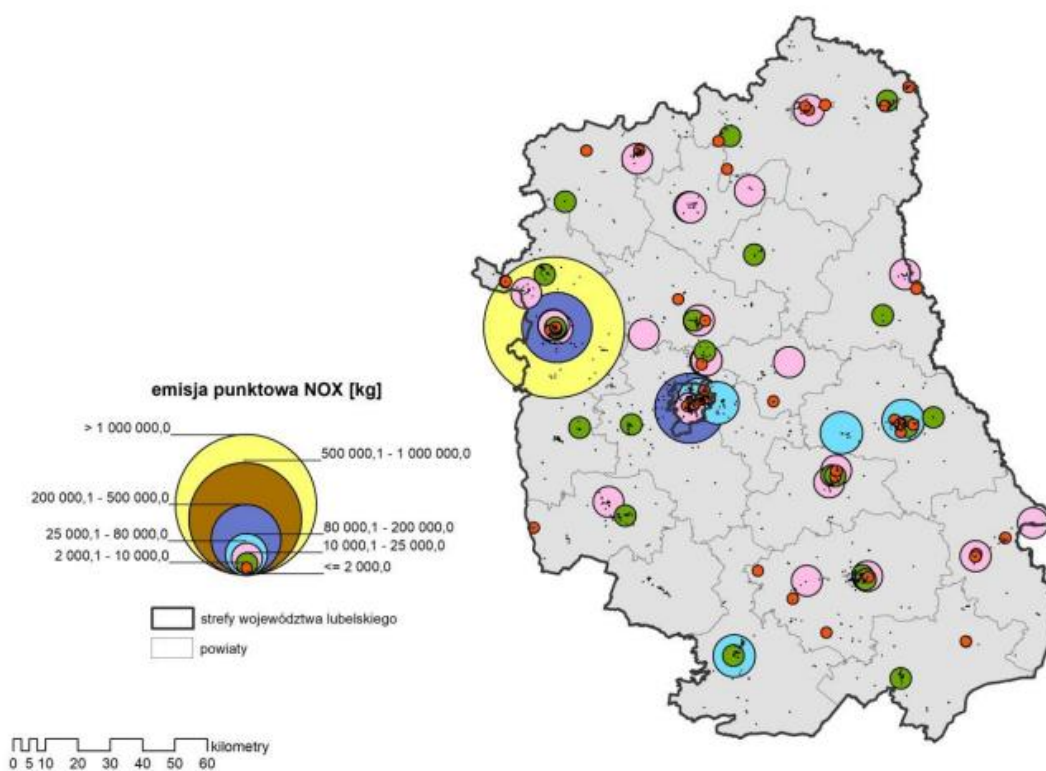 emisja punktowa NOX [kg]
> 1 000 000,0
500 000,1 - 1 000 000,0
200 000,1 - 500 000,0
80 000,1 - 200 000,0
25 000,1 - 80 000,0
10 000,1 - 25 000,0
2 000,1 - 10 000,0
<= 2 000,0
strefy województwa lubelskiego
powiaty
kilometry
0 5 10 20 30 40 50 60